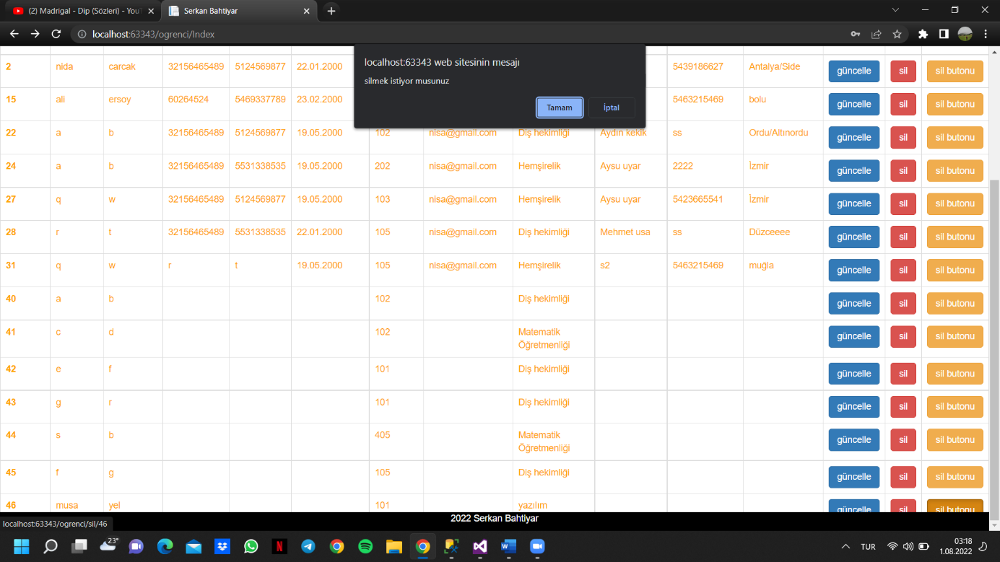 (2) Madrigal - Dip (Sözleri) - You
Serkan Bahtiyar
localhost:63343/ogrenci/Index
localhost:63343 web sitesinin mesajı
silmek istiyor musunuz
Tamam İptal
2 nida carcak 32156465489 5124569877 22.01.2000 5439186627 Antalya/Side güncelle sil sil butonu
15 ali ersoy 60264524 5469337789 23.02.2000 5463215469 bolu güncelle sil sil butonu
22 a b 32156465489 5124569877 19.05.2000 102 nisa@gmail.com Diş hekimliği Aydın kekik ss Ordu/Altınordu güncelle sil sil butonu
24 a b 32156465489 5531338535 19.05.2000 202 nisa@gmail.com Hemşirelik Aysu uyar 2222 İzmir güncelle sil sil butonu
27 q w 32156465489 5124569877 19.05.2000 103 nisa@gmail.com Hemşirelik Aysu uyar 5423665541 İzmir güncelle sil sil butonu
28 r t 32156465489 5531338535 22.01.2000 105 nisa@gmail.com Diş hekimliği Mehmet usa ss Düzceeee güncelle sil sil butonu
31 q w r t 19.05.2000 105 nisa@gmail.com Hemşirelik s2 5463215469 muğla güncelle sil sil butonu
40 a b 102 Diş hekimliği güncelle sil sil butonu
41 c d 102 Matematik Öğretmenliği güncelle sil sil butonu
42 e f 101 Diş hekimliği güncelle sil sil butonu
43 g r 101 Diş hekimliği güncelle sil sil butonu
44 s b 405 Matematik Öğretmenliği güncelle sil sil butonu
45 f g 105 Diş hekimliği güncelle sil sil butonu
46 musa yel 101 yazılım güncelle sil sil butonu
2022 Serkan Bahtiyar
localhost:63343/ogrenci/sil/46
23°
TUR
03:18
1.08.2022